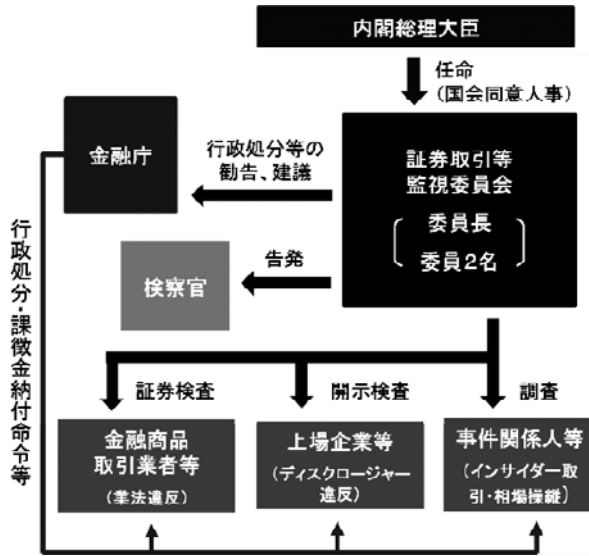 内閣総理大臣
任命
(国会同意人事)
金融庁
行政処分等の
勧告、建議
証券取引等
監視委員会
委員長
委員2名
検察官
告発
行政処分・課徴金納付命令等
証券検査
開示検査
調査
金融商品
取引業者等
(業法違反)
上場企業等
(ディスクロージャー
違反)
事件関係人等
(インサイダー取
引・相場操縦)